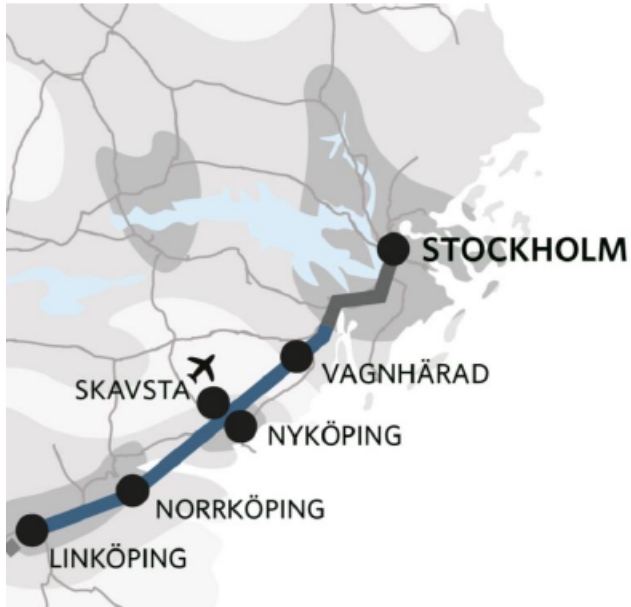 STOCKHOLM
VAGNHÄRAD
SKAVSTA
NYKÖPING
NORRKÖPING
LINKÖPING